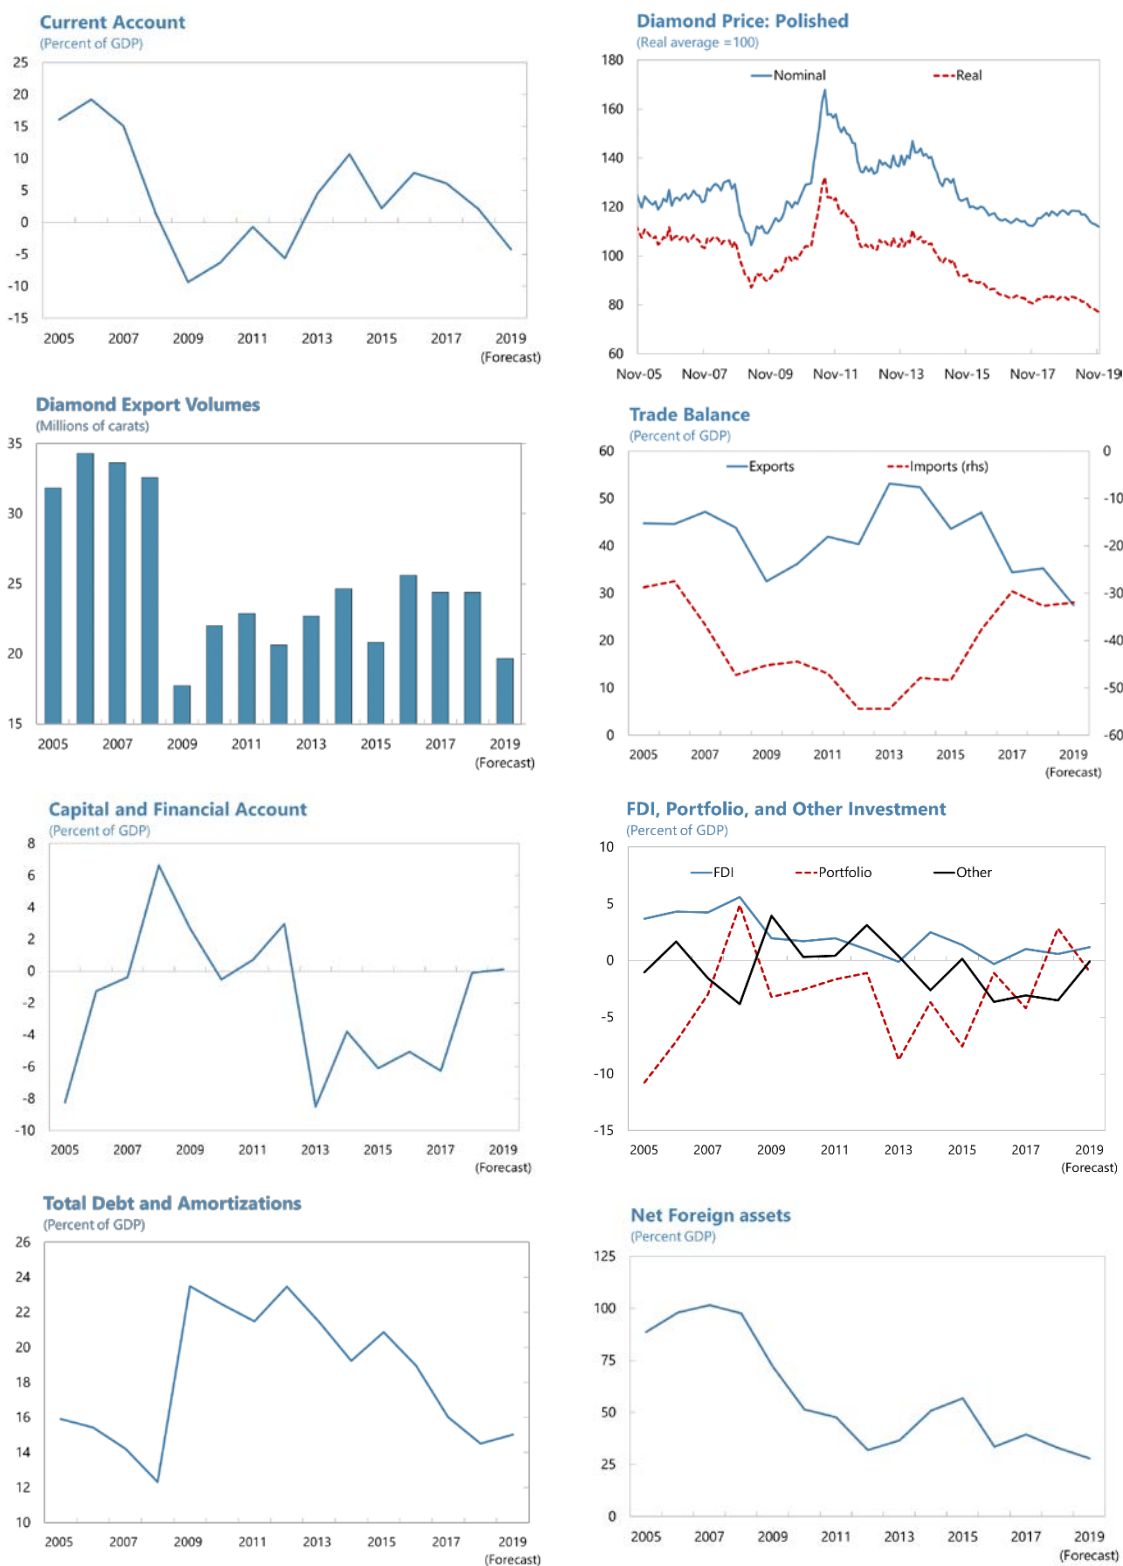 Current Account
(Percent of GDP)
25
20
15
10
5
0
-5
-10
-15
2005 2007 2009 2011 2013 2015 2017 2019
(Forecast)
Diamond Price: Polished
(Real average =100)
180
160
140
120
100
80
60
Nominal Real
Nov-05 Nov-07 Nov-09 Nov-11 Nov-13 Nov-15 Nov-17 Nov-19
Diamond Export Volumes
(Millions of carats)
35
30
25
20
15
2005 2007 2009 2011 2013 2015 2017 2019
(Forecast)
Trade Balance
(Percent of GDP)
60
50
40
30
20
10
0
Exports Imports (rhs)
0
-10
-20
-30
-40
-50
-60
2005 2007 2009 2011 2013 2015 2017 2019
(Forecast)
Capital and Financial Account
(Percent of GDP)
8
6
4
2
0
-2
-4
-6
-8
-10
2005 2007 2009 2011 2013 2015 2017 2019
(Forecast)
FDI, Portfolio, and Other Investment
(Percent of GDP)
10
5
0
-5
-10
-15
FDI Portfolio Other
2005 2007 2009 2011 2013 2015 2017 2019
(Forecast)
Total Debt and Amortizations
(Percent of GDP)
26
24
22
20
18
16
14
12
10
2005 2007 2009 2011 2013 2015 2017 2019
(Forecast)
Net Foreign assets
(Percent GDP)
125
100
75
50
25
0
2005 2007 2009 2011 2013 2015 2017 2019
(Forecast)